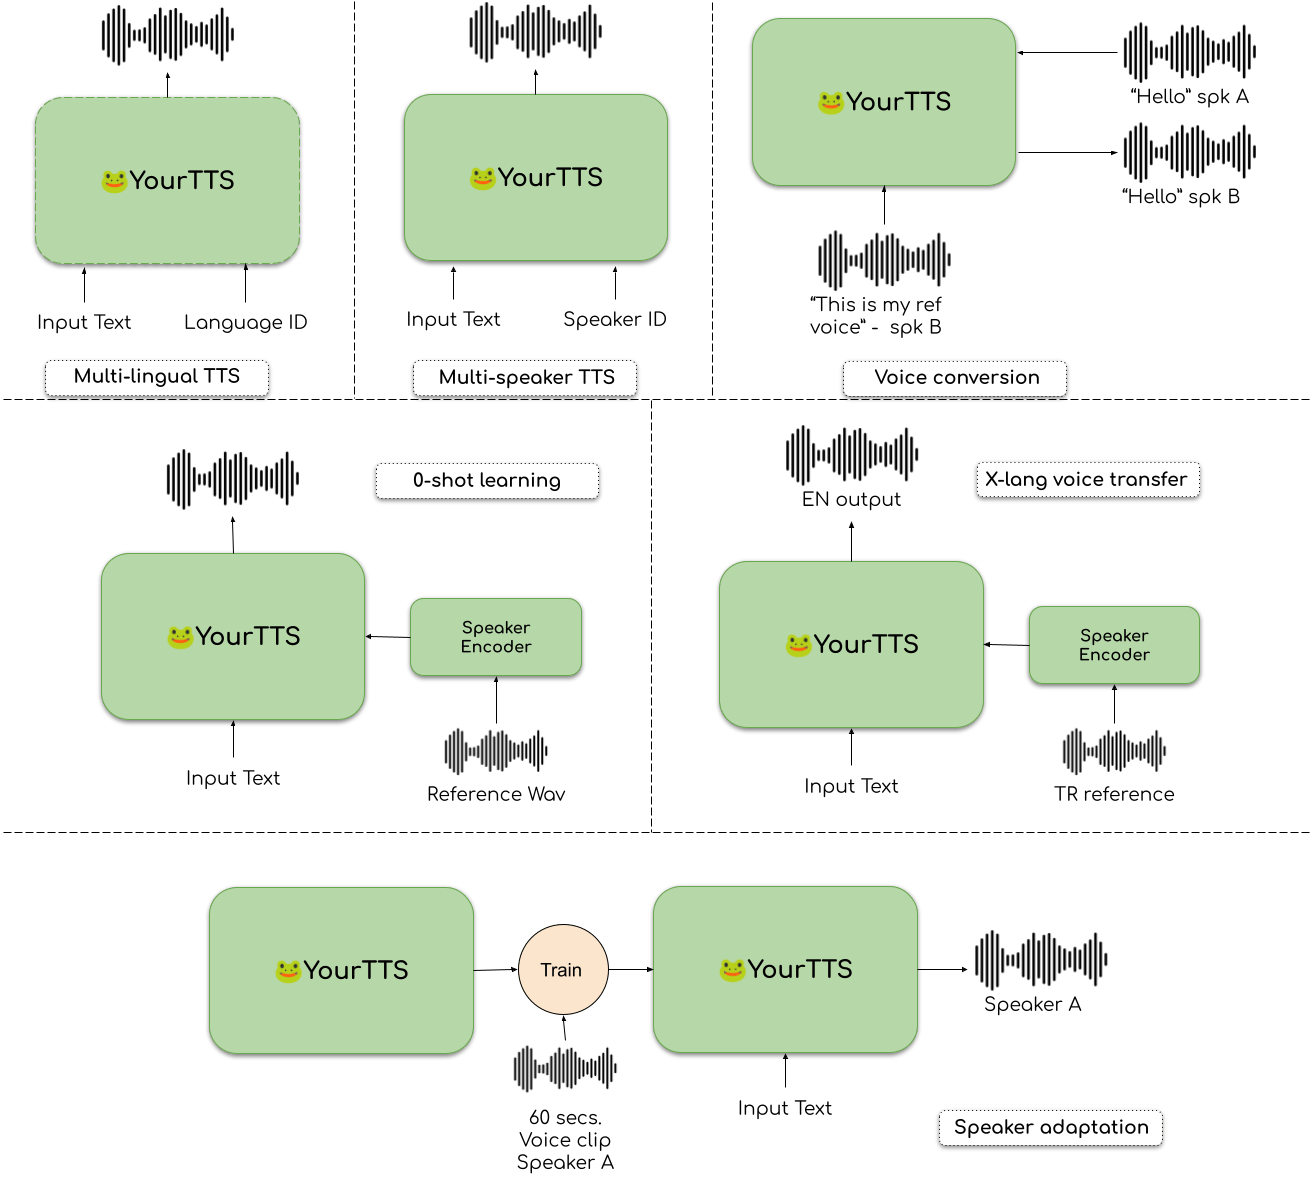 YourTTS
Input Text
Language ID
Multi-lingual TTS
YourTTS
Input Text
Speaker ID
Multi-speaker TTS
YourTTS
“Hello” spk A
“Hello” spk B
“This is my ref
voice” - spk B
Voice conversion
0-shot learning
YourTTS
Speaker
Encoder
Input Text
Reference Wav
EN output
X-lang voice transfer
YourTTS
Speaker
Encoder
Input Text
TR reference
YourTTS
Train
60 secs.
Voice clip
Speaker A
YourTTS
Input Text
Speaker A
Speaker adaptation